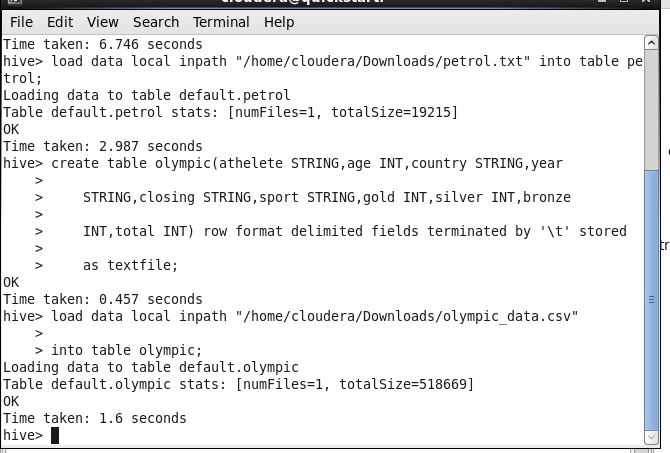 cloudera@quickstart:
File Edit View Search Terminal Help
Time taken: 6.746 seconds
hive> load data local inpath "/home/cloudera/Downloads/petrol.txt" into table pe
trol;
Loading data to table default.petrol
Table default.petrol stats: [numFiles=1, totalSize=19215]
OK
Time taken: 2.987 seconds
hive> create table olympic(athelete STRING,age INT,country STRING,year
    >
    >     STRING,closing STRING,sport STRING,gold INT,silver INT,bronze
    >
    >     INT,total INT) row format delimited fields terminated by '\t' stored
    >
    >     as textfile;
OK
Time taken: 0.457 seconds
hive> load data local inpath "/home/cloudera/Downloads/olympic_data.csv"
    >
    > into table olympic;
Loading data to table default.olympic
Table default.olympic stats: [numFiles=1, totalSize=518669]
OK
Time taken: 1.6 seconds
hive>